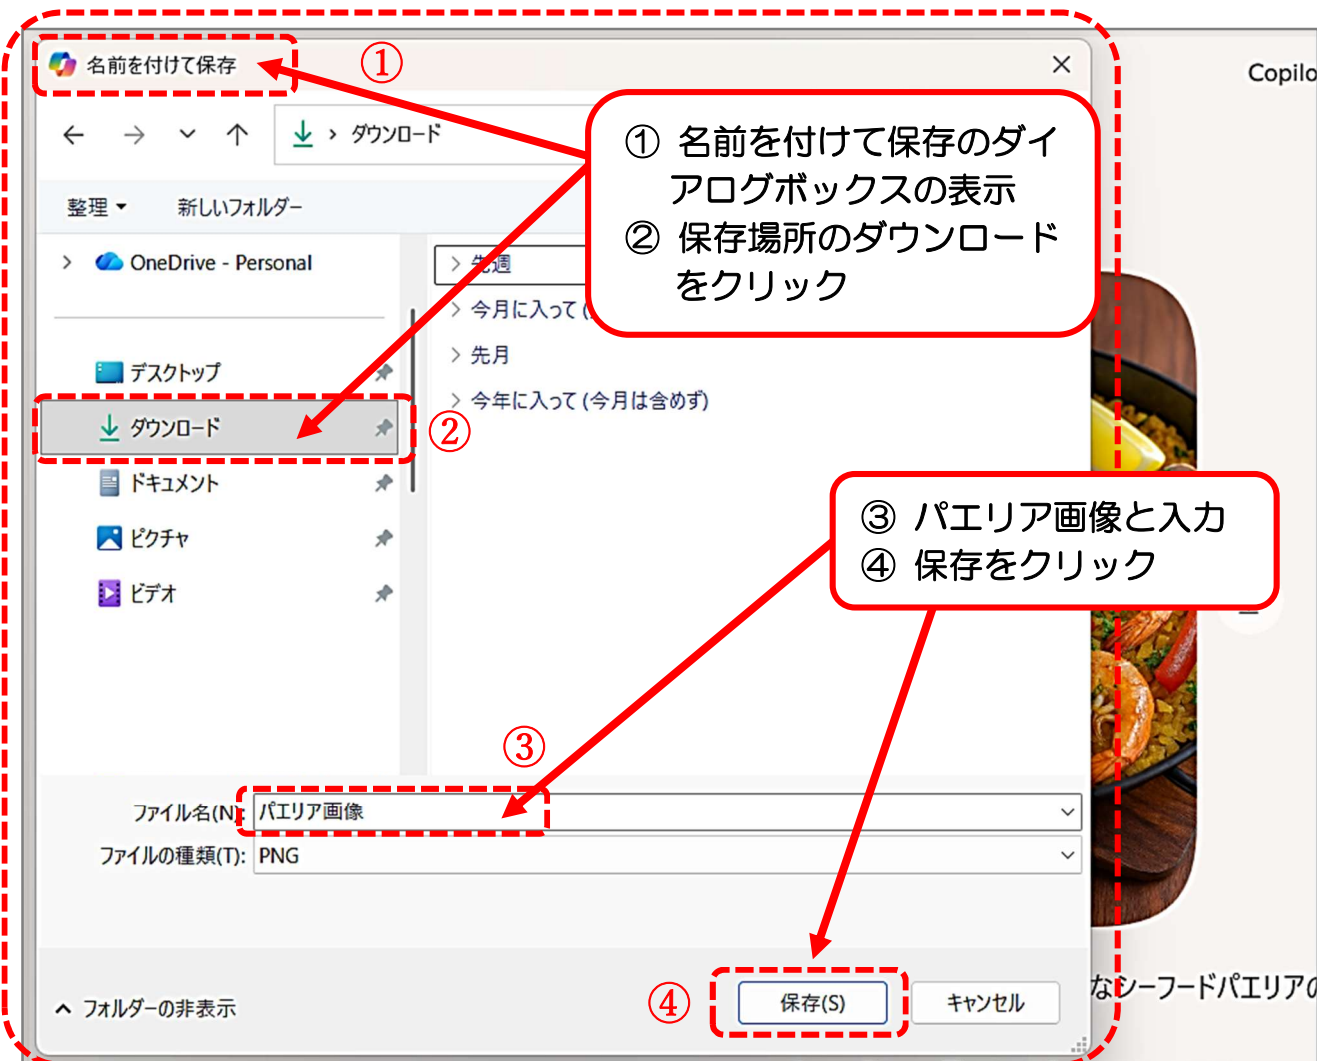 名前を付けて保存
①
Copilo
ダウンロード
① 名前を付けて保存のダイ
アログボックスの表示
② 保存場所のダウンロード
をクリック
整理
新しいフォルダー
OneDrive - Personal
先週
今月に入って (
先月
今年に入って (今月は含めず)
デスクトップ
ダウンロード
②
ドキュメント
ピクチャ
ビデオ
③ パエリア画像と入力
④ 保存をクリック
③
ファイル名(N): パエリア画像
ファイルの種類(T): PNG
なシーフードパエリアの
フォルダーの非表示
④
保存(S)
キャンセル